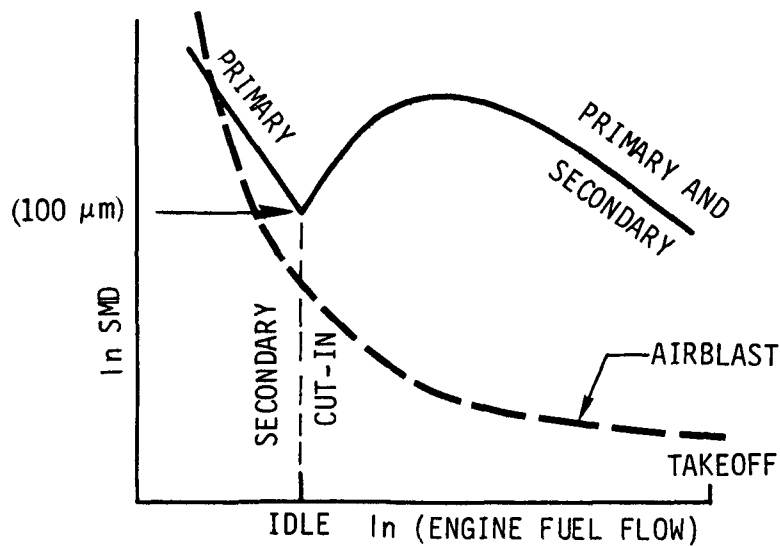 PRIMARY
PRIMARY AND
SECONDARY
(100 μm)
ln SMD
SECONDARY
CUT-IN
AIRBLAST
TAKEOFF
IDLE
ln (ENGINE FUEL FLOW)